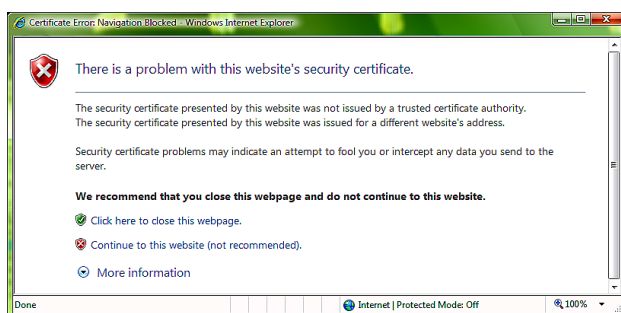 Certificate Error: Navigation Blocked - Windows Internet Explorer
There is a problem with this website's security certificate.
The security certificate presented by this website was not issued by a trusted certificate authority.
The security certificate presented by this website was issued for a different website's address.
Security certificate problems may indicate an attempt to fool you or intercept any data you send to the
server.
We recommend that you close this webpage and do not continue to this website.
Click here to close this webpage.
Continue to this website (not recommended).
More information
Done Internet | Protected Mode: Off 100%